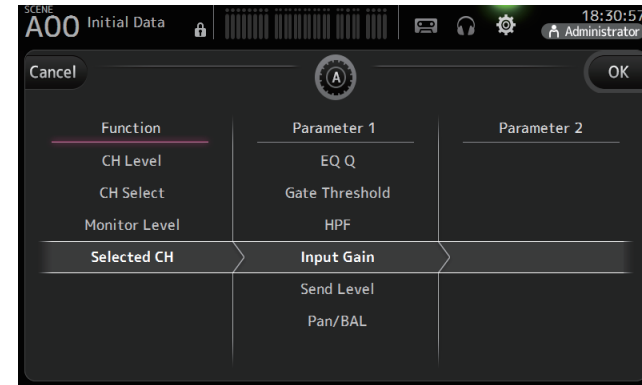 SCENE
A00 Initial Data
18:30:57
Administrator
Cancel
A
OK
Function
Parameter 1
Parameter 2
CH Level
EQ Q
CH Select
Gate Threshold
Monitor Level
HPF
Selected CH
Input Gain
Send Level
Pan/BAL